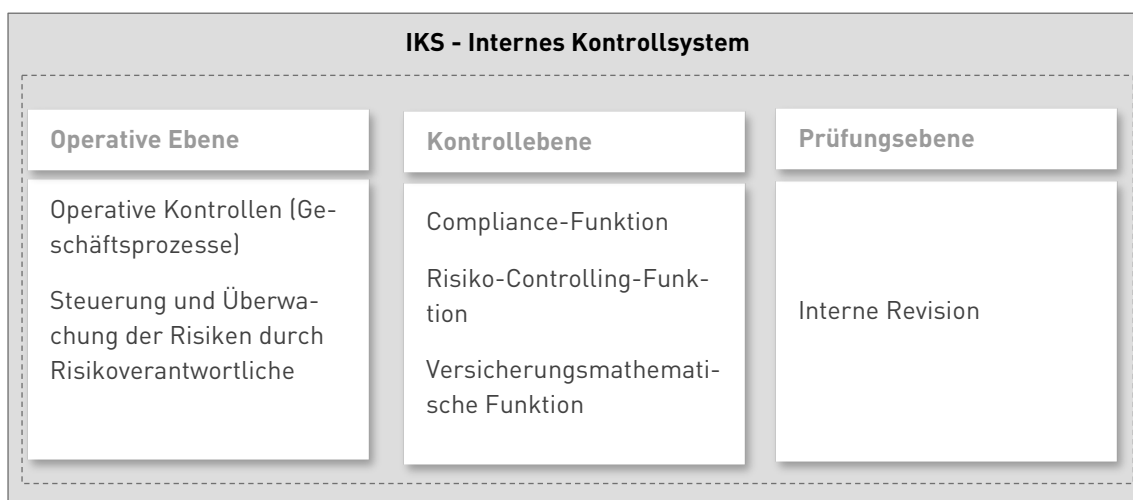 IKS - Internes Kontrollsystem
Operative Ebene
Operative Kontrollen (Ge-
schäftsprozesse)
Steuerung und Überwa-
chung der Risiken durch
Risikoverantwortliche
Kontrollebene
Compliance-Funktion
Risiko-Controlling-Funk-
tion
Versicherungsmathemati-
sche Funktion
Prüfungsebene
Interne Revision